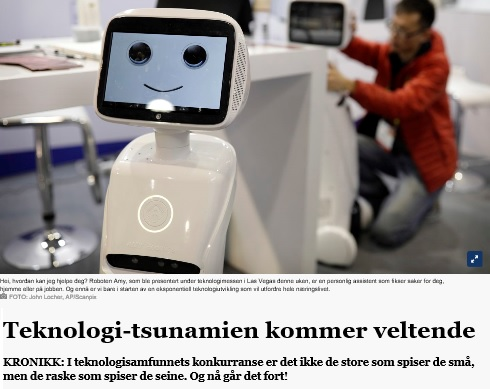 Hei, hvordan kan jeg hjelpe deg? Roboten Amy, som ble presentert under teknologimessen i Las Vegas denne uken, er en personlig assistent som fikser saker for deg,
hjemme eller på jobben. Og ennå er vi bare i starten av en eksponentiell teknologiutvikling som vil utfordre hele næringslivet.
FOTO: John Locher, AP/Scanpix
Teknologi-tsunamien kommer veltende
KRONIKK: I teknologisamfunnets konkurranse er det ikke de store som spiser de små,
men de raske som spiser de seine. Og nå går det fort!